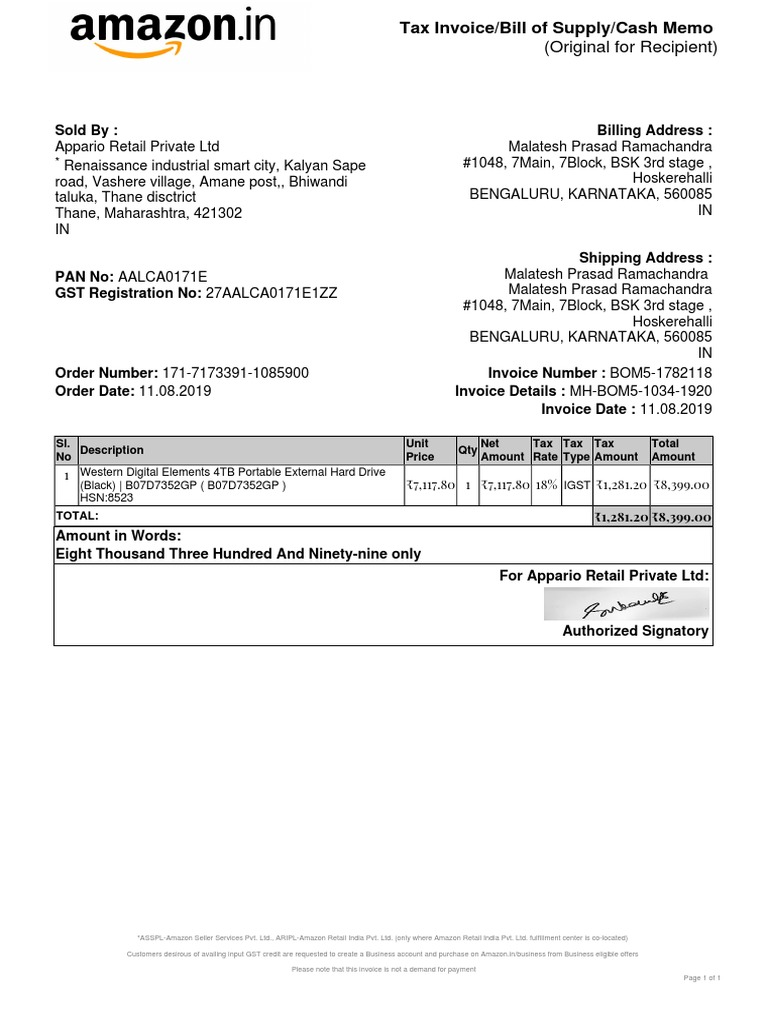 amazon.in
Tax Invoice/Bill of Supply/Cash Memo
(Original for Recipient)
Sold By :
Appario Retail Private Ltd
* Renaissance industrial smart city, Kalyan Sape
road, Vashere village, Amane post,, Bhiwandi
taluka, Thane disctrict
Thane, Maharashtra, 421302
IN
Billing Address :
Malatesh Prasad Ramachandra
#1048, 7Main, 7Block, BSK 3rd stage ,
Hoskerehalli
BENGALURU, KARNATAKA, 560085
IN
PAN No: AALCA0171E
GST Registration No: 27AALCA0171E1ZZ
Shipping Address :
Malatesh Prasad Ramachandra
Malatesh Prasad Ramachandra
#1048, 7Main, 7Block, BSK 3rd stage ,
Hoskerehalli
BENGALURU, KARNATAKA, 560085
IN
Order Number: 171-7173391-1085900
Order Date: 11.08.2019
Invoice Number : BOM5-1782118
Invoice Details : MH-BOM5-1034-1920
Invoice Date : 11.08.2019
Sl. No Description Unit Price Qty Net Amount Tax Rate Tax Type Tax Amount Total Amount
1 Western Digital Elements 4TB Portable External Hard Drive
(Black) | B07D7352GP ( B07D7352GP ) ₹7,117.80 1 ₹7,117.80 18% IGST ₹1,281.20 ₹8,399.00
HSN:8523
TOTAL: ₹1,281.20 ₹8,399.00
Amount in Words:
Eight Thousand Three Hundred And Ninety-nine only
For Appario Retail Private Ltd:
Authorized Signatory
*ASSPL-Amazon Seller Services Pvt. Ltd., ARIPL-Amazon Retail India Pvt. Ltd. (only where Amazon Retail India Pvt. Ltd. fulfillment center is co-located)
Customers desirous of availing input GST credit are requested to create a Business account and purchase on Amazon.in/business from Business eligible offers
Please note that this invoice is not a demand for payment
Page 1 of 1